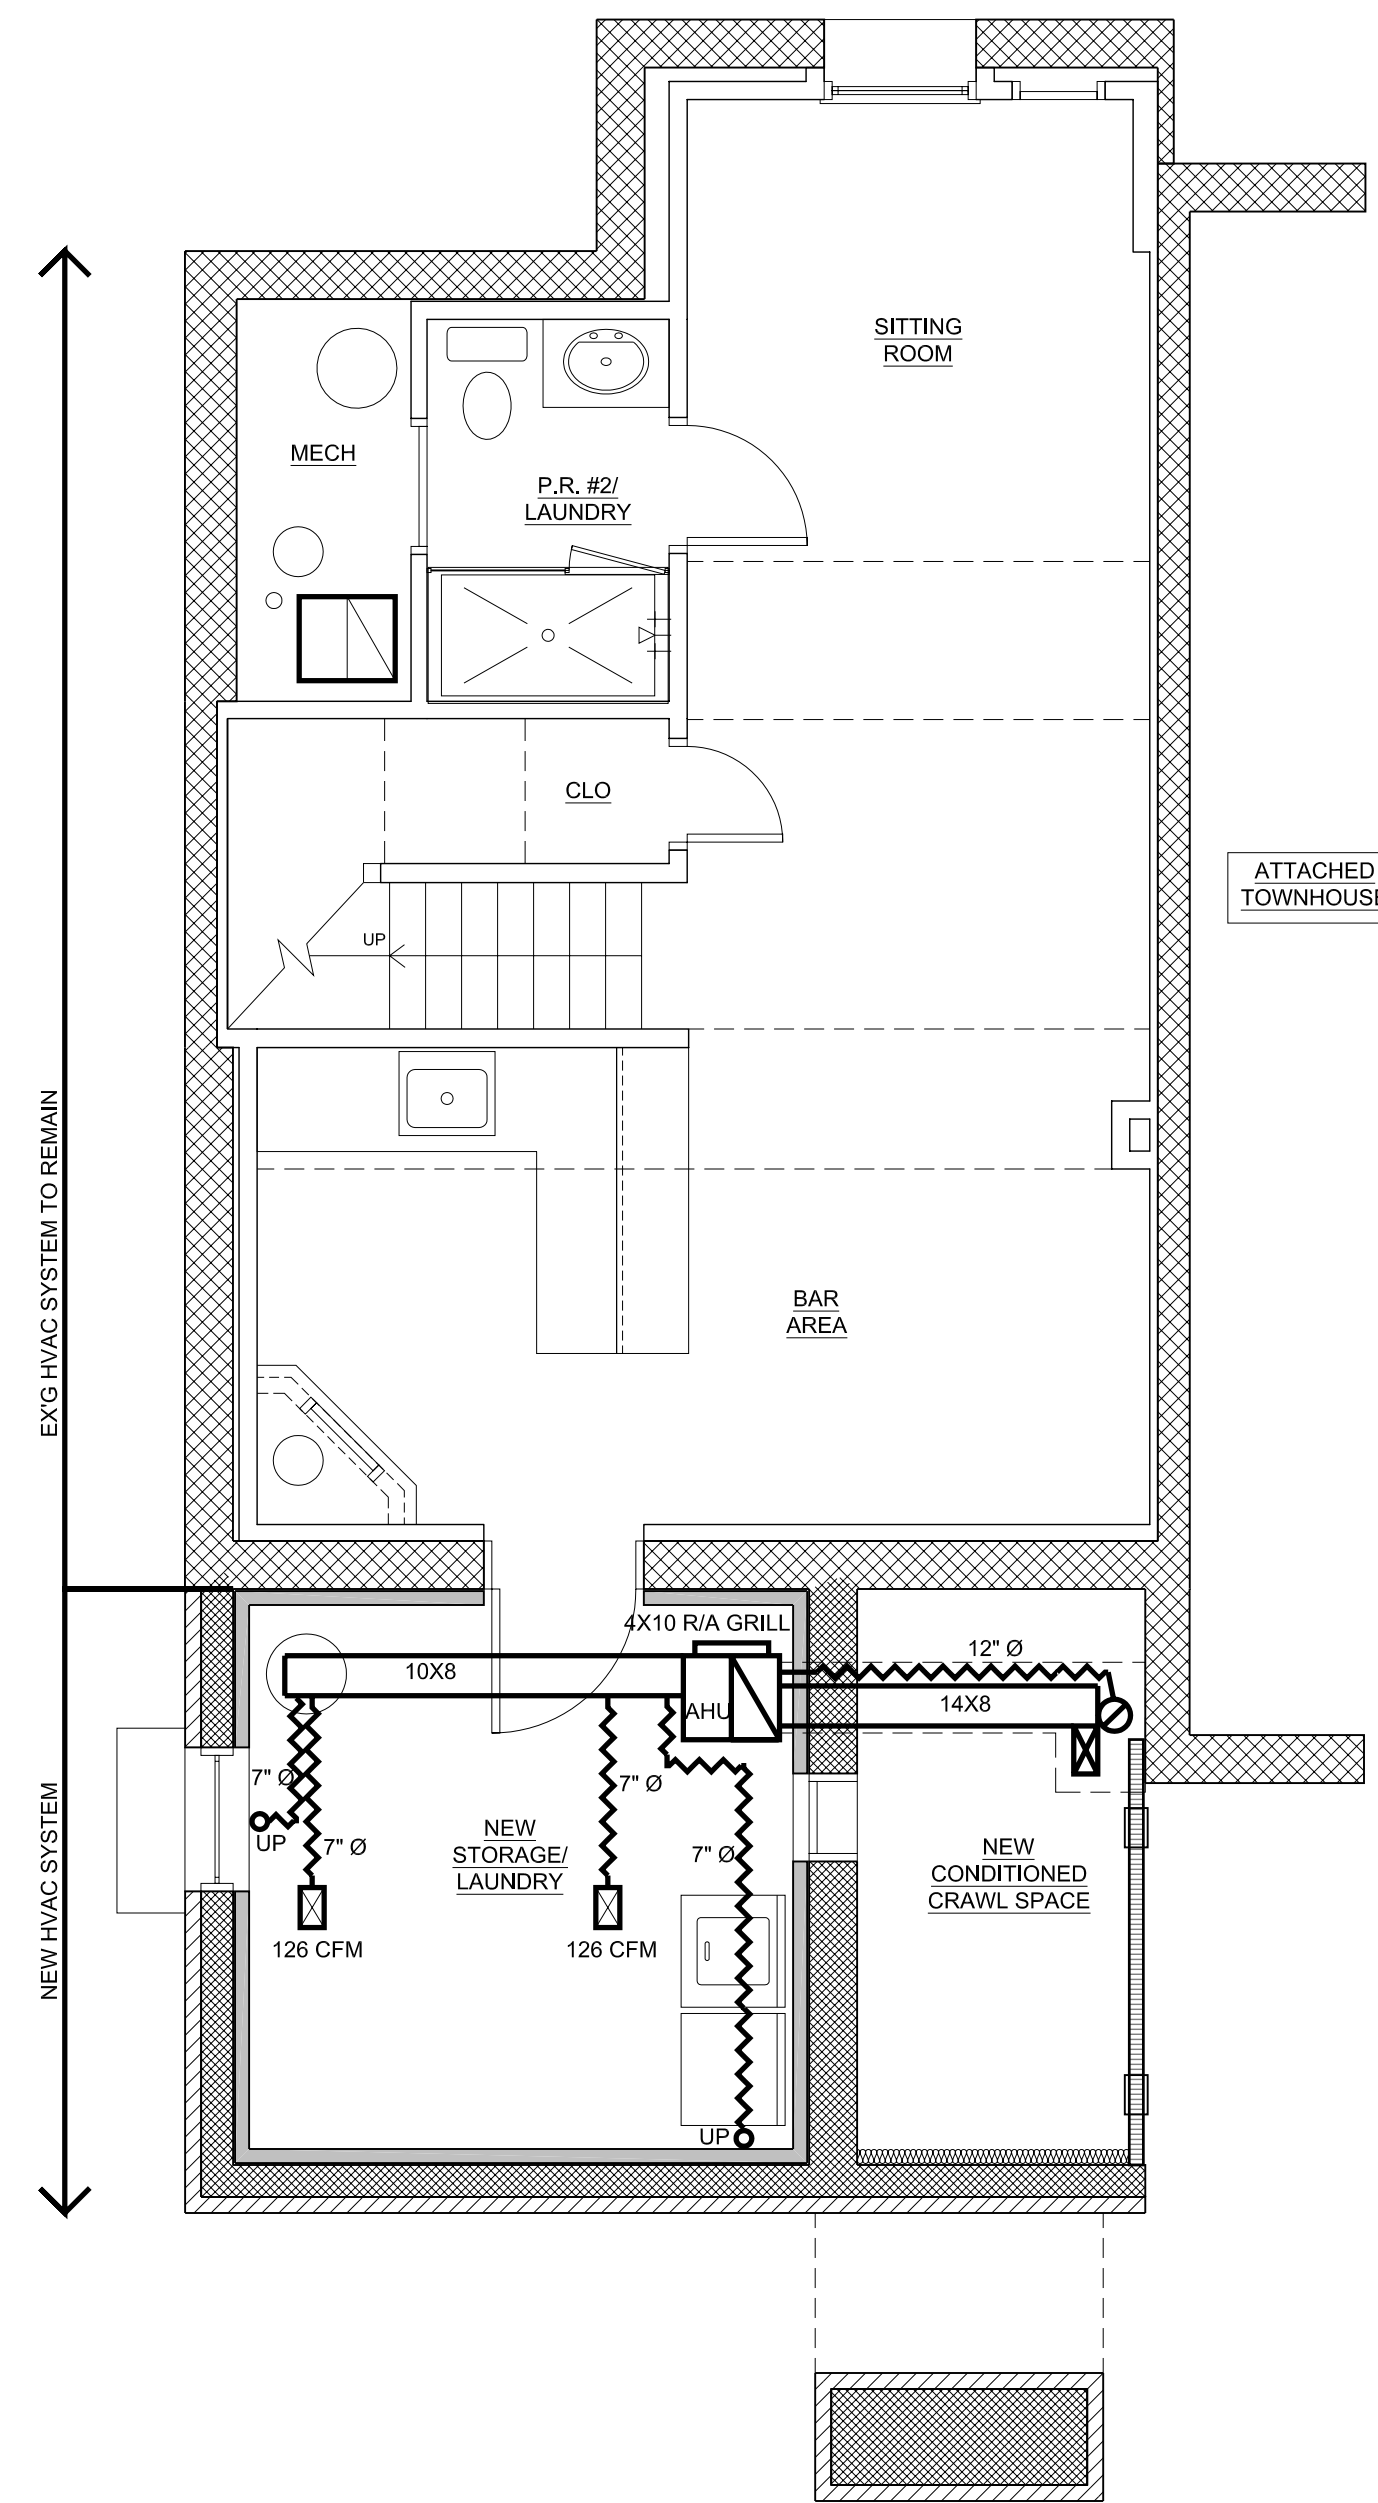 SITTING
ROOM
MECH
P.R. #2/
LAUNDRY
CLO
ATTACHED
TOWNHOUSE
UP
EX'G HVAC SYSTEM TO REMAIN
BAR
AREA
4X10 R/A GRILL
10X8
12" Ø
14X8
AHU
7" Ø
7" Ø
UP
7" Ø
7" Ø
NEW
STORAGE/
LAUNDRY
NEW
CONDITIONED
CRAWL SPACE
126 CFM
126 CFM
NEW HVAC SYSTEM
UP